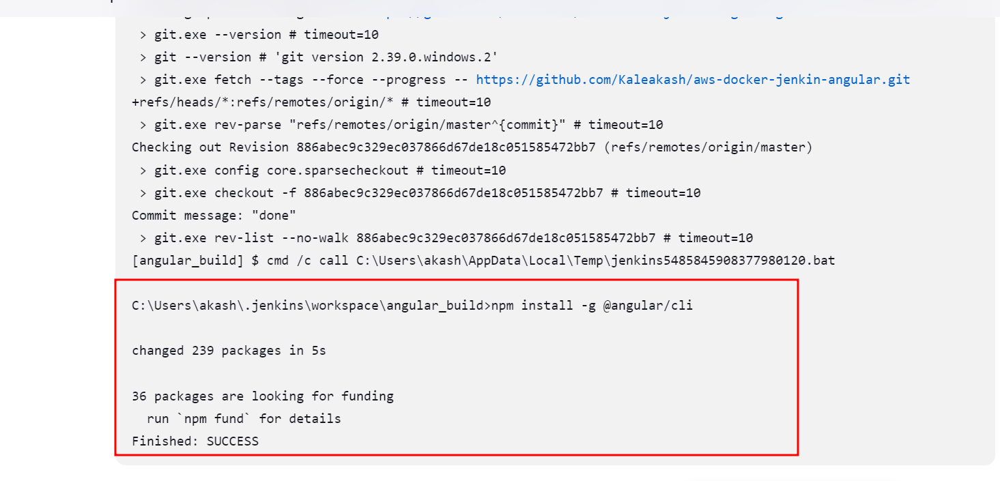 > git.exe --version # timeout=10
> git --version # 'git version 2.39.0.windows.2'
> git.exe fetch --tags --force --progress -- https://github.com/Kaleakash/aws-docker-jenkin-angular.git
+refs/heads/*:refs/remotes/origin/* # timeout=10
> git.exe rev-parse "refs/remotes/origin/master^{commit}" # timeout=10
Checking out Revision 886abec9c329ec037866d67de18c051585472bb7 (refs/remotes/origin/master)
> git.exe config core.sparsecheckout # timeout=10
> git.exe checkout -f 886abec9c329ec037866d67de18c051585472bb7 # timeout=10
Commit message: "done"
> git.exe rev-list --no-walk 886abec9c329ec037866d67de18c051585472bb7 # timeout=10
[angular_build] $ cmd /c call C:\Users\akash\AppData\Local\Temp\jenkins5485845908377980120.bat
C:\Users\akash\.jenkins\workspace\angular_build>npm install -g @angular/cli
changed 239 packages in 5s
36 packages are looking for funding
run `npm fund` for details
Finished: SUCCESS